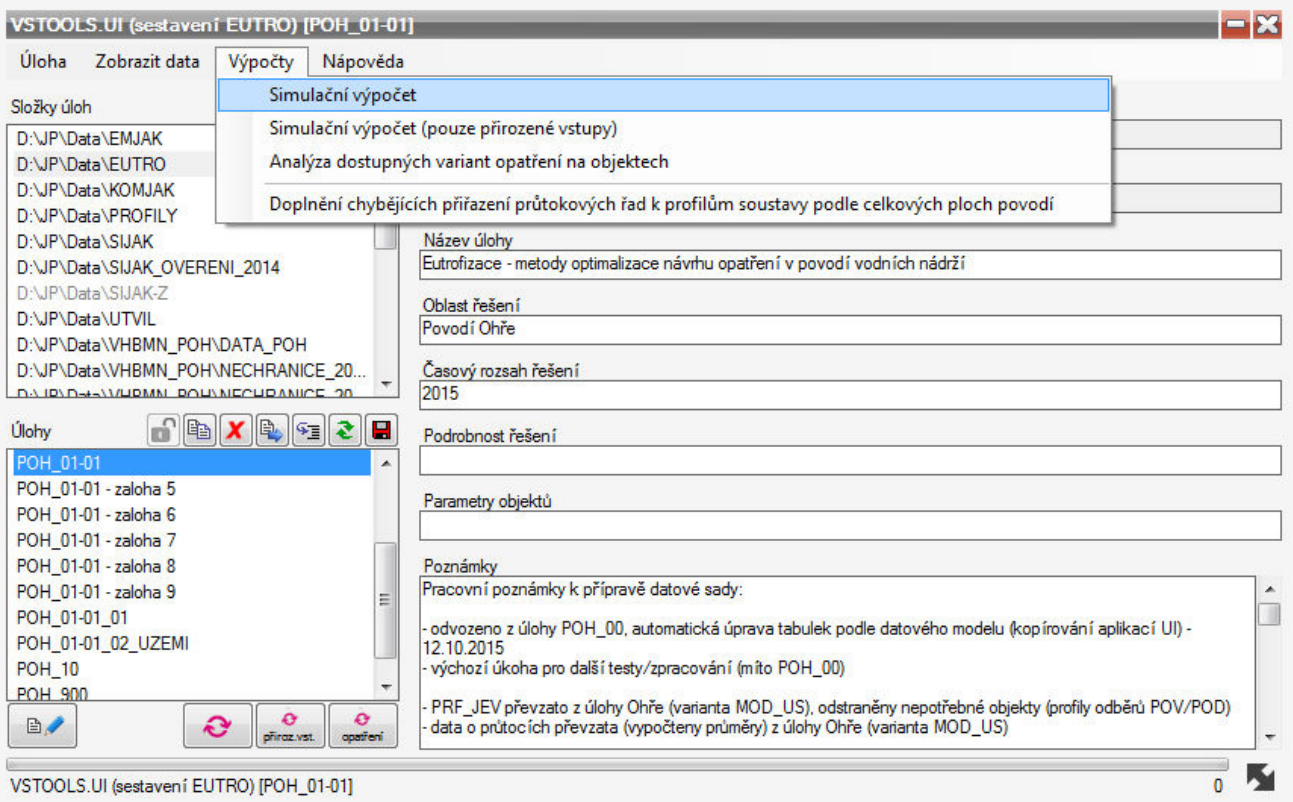 VSTOOLS.UI (sestavení EUTRO) [POH_01-01]
Úloha Zobrazit data Výpočty Nápověda
Simulační výpočet
Simulační výpočet (pouze přirozené vstupy)
Analýza dostupných variant opatření na objektech
Doplnění chybějících přiřazení průtokových řad k profilům soustavy podle celkových ploch povodí
Složky úloh
D:\JP\Data\EMJAK
D:\JP\Data\EUTRO
D:\JP\Data\KOMJAK
D:\JP\Data\PROFILY
D:\JP\Data\SIJAK
D:\JP\Data\SIJAK_OVERENI_2014
D:\JP\Data\SIJAK-Z
D:\JP\Data\UTVIL
D:\JP\Data\VHBMN_POH\DATA_POH
D:\JP\Data\VHBMN_POH\NECHRANICE_20...
D:\JP\Data\VHBMN_POH\NECHRANICE_20
Úlohy
POH_01-01
POH_01-01 - zaloha 5
POH_01-01 - zaloha 6
POH_01-01 - zaloha 7
POH_01-01 - zaloha 8
POH_01-01 - zaloha 9
POH_01-01_01
POH_01-01_02_UZEMI
POH_10
POH_900
přiroz.vst.
opatření
Název úlohy
Eutrofizace - metody optimalizace návrhu opatření v povodí vodních nádrží
Oblast řešení
Povodí Ohře
Časový rozsah řešení
2015
Podrobnost řešení
Parametry objektů
Poznámky
Pracovní poznámky k přípravě datové sady:
- odvozeno z úlohy POH_00, automatická úprava tabulek podle datového modelu (kopírování aplikací UI) -
12.10.2015
- výchozí úkoha pro další testy/zpracování (míto POH_00)
- PRF_JEV převzato z úlohy Ohře (varianta MOD_US), odstraněny nepotřebné objekty (profily odběrů POV/POD)
- data o průtocích převzata (vypočteny průměry) z úlohy Ohře (varianta MOD_US)
VSTOOLS.UI (sestavení EUTRO) [POH_01-01]
0